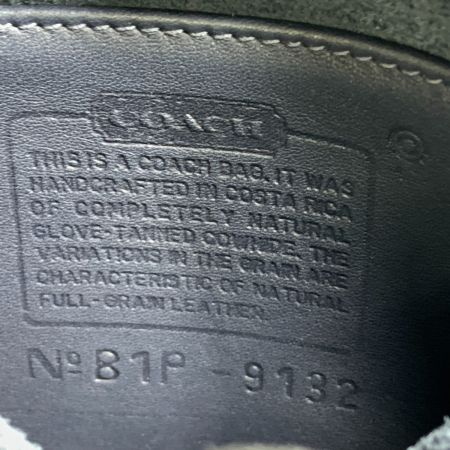 COACH
THIS IS A COACH BAG. IT WAS
HANDCRAFTED IN COSTA RICA
OF COMPLETELY NATURAL
GLOVE-TANNED COWHIDE. THE
VARIATIONS IN THE GRAIN ARE
CHARACTERISTIC OF NATURAL
FULL-GRAIN LEATHER.
Nº B1P - 9132